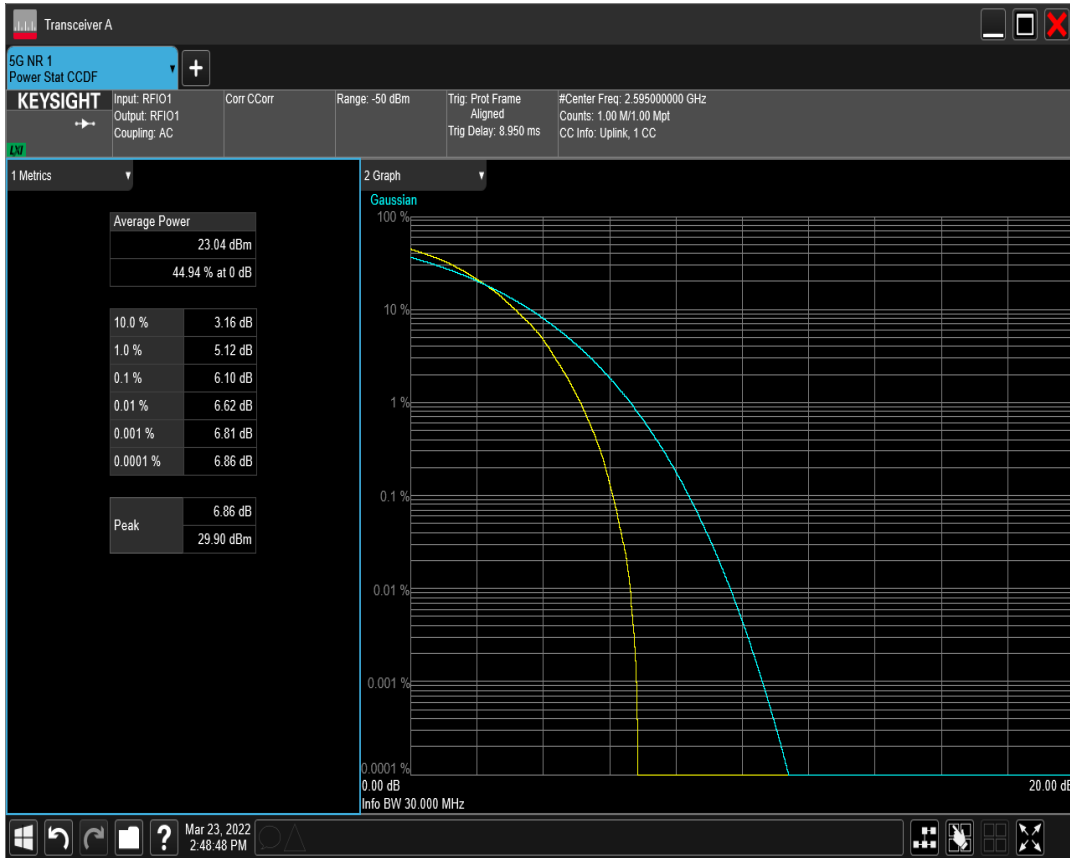 Transceiver A
5G NR 1
Power Stat CCDF
+
KEYSIGHT
LXI
Input: RFIO1
Output: RFIO1
Coupling: AC
Corr CCorr
Range: -50 dBm
Trig: Prot Frame
Aligned
Trig Delay: 8.950 ms
#Center Freq: 2.595000000 GHz
Counts: 1.00 M/1.00 Mpt
CC Info: Uplink, 1 CC
1 Metrics
Average Power
23.04 dBm
44.94 % at 0 dB
10.0 % 3.16 dB
1.0 % 5.12 dB
0.1 % 6.10 dB
0.01 % 6.62 dB
0.001 % 6.81 dB
0.0001 % 6.86 dB
Peak
6.86 dB
29.90 dBm
2 Graph
Gaussian
100 %
10 %
1 %
0.1 %
0.01 %
0.001 %
0.0001 %
0.00 dB
20.00 dB
Info BW 30.000 MHz
?
Mar 23, 2022
2:48:48 PM